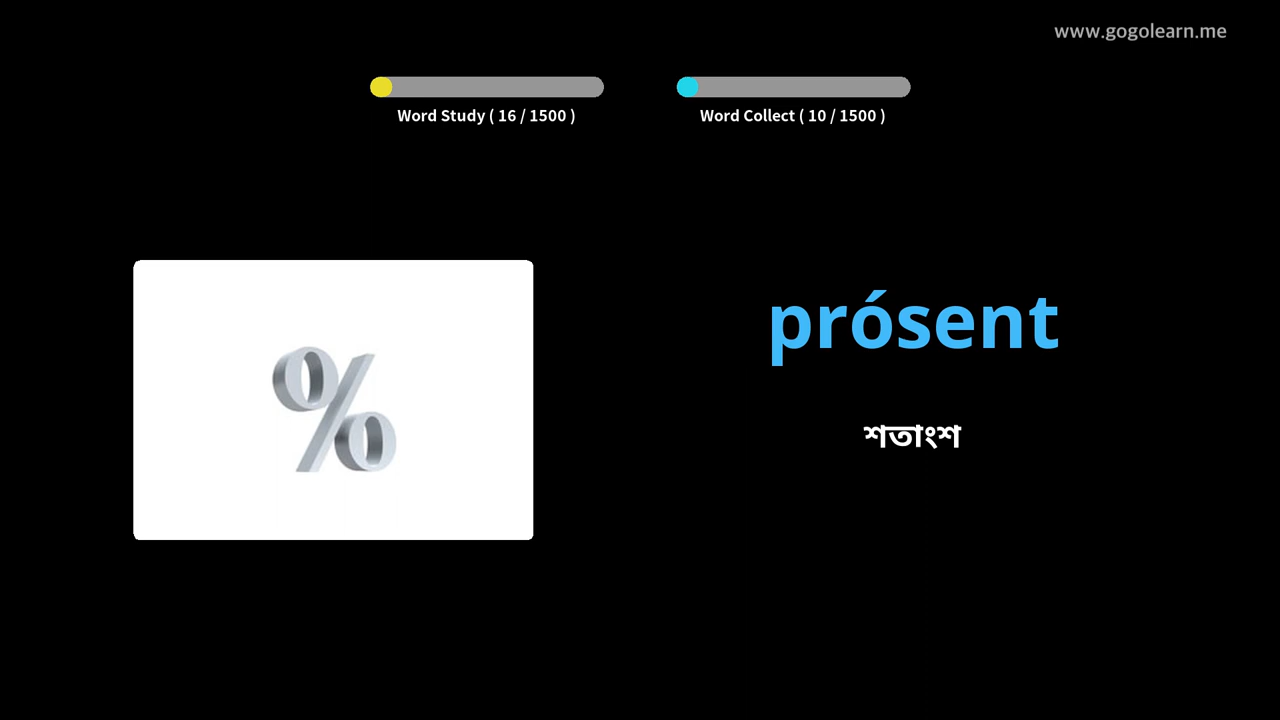 www.gogolearn.me
Word Study ( 16 / 1500 )
Word Collect ( 10 / 1500 )
%
prósent
শতাংশ